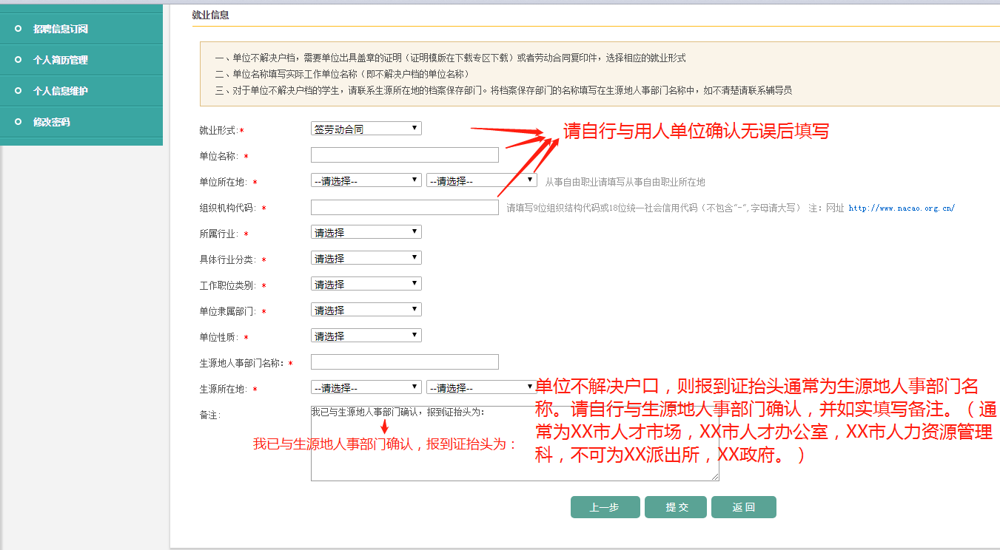 就业信息
招聘信息订阅
个人简历管理
个人信息维护
修改密码
一、单位不解决户档，需要单位出具盖章的证明（证明模版在下载专区下载）或者劳动合同复印件，选择相应的就业形式
二、单位名称填写实际工作单位名称（即不解决户档的单位名称）
三、对于单位不解决户档的学生，请联系生源所在地的档案保存部门。将档案保存部门的名称填写在生源地人事部门名称中，如不清楚请联系辅导员
就业形式:* 签劳动合同
请自行与用人单位确认无误后填写
单位名称: *
单位所在地: * --请选择-- --请选择-- 从事自由职业请填写从事自由职业所在地
组织机构代码: * 请填写9位组织结构代码或18位统一社会信用代码（不包含"-",字母请大写） 注: 网址 http://www.nacao.org.cn/
所属行业: * 请选择
具体行业分类: * 请选择
工作职位类别: * 请选择
单位隶属部门: * 请选择
单位性质: * 请选择
生源地人事部门名称: *
生源所在地: * --请选择-- --请选择--
备注:
我已与生源地人事部门确认，报到证抬头为:
我已与生源地人事部门确认，报到证抬头为：
单位不解决户口，则报到证抬头通常为生源地人事部门名
称。请自行与生源地人事部门确认，并如实填写备注。（通
常为XX市人才市场，XX市人才办公室，XX市人力资源管理
科，不可为XX派出所，XX政府。）
上一步 提 交 返 回